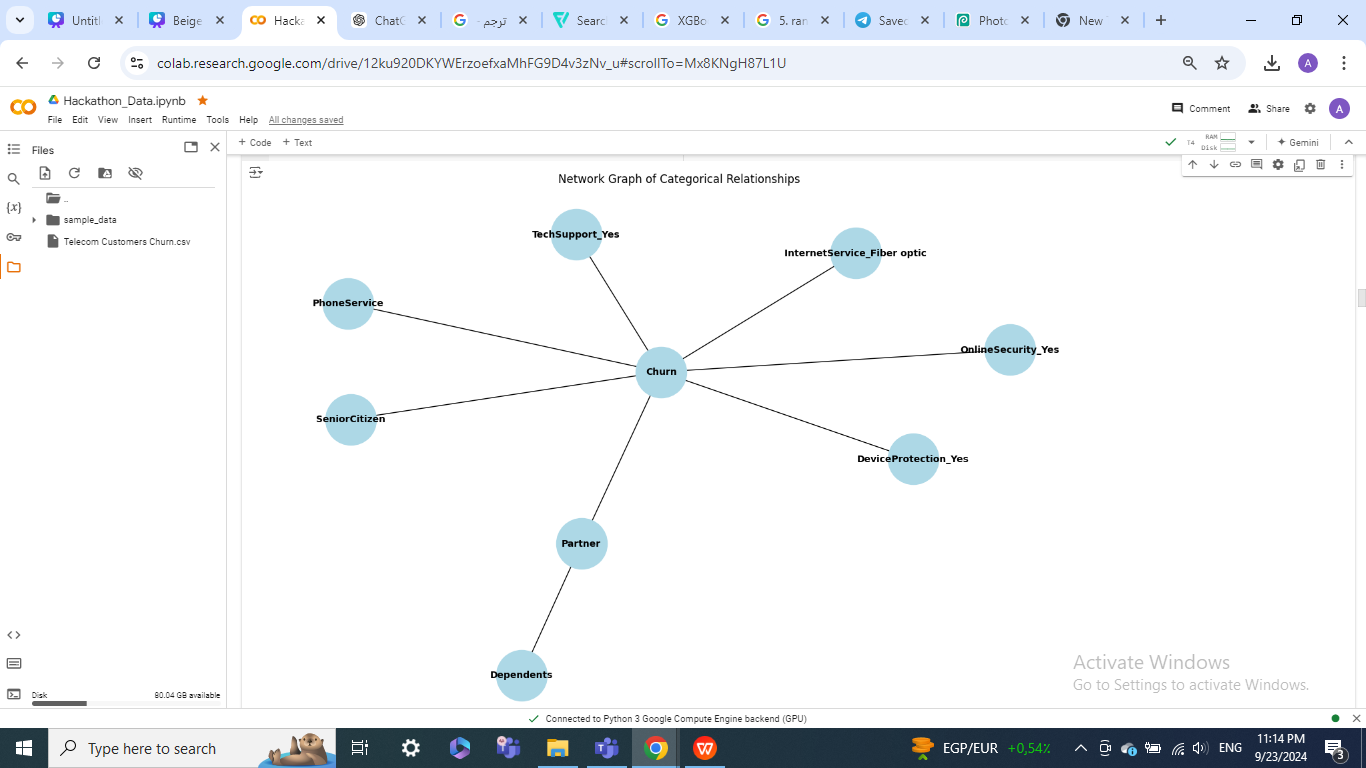 Untitl
Beige
Hacka
ChatG
ترجم -
Searc
XGBo
5. ran
Saved
Photo
New
colab.research.google.com/drive/12ku920DKYWErzoefxaMhFG9D4v3zNv_u#scrollTo=Mx8KNgH87L1U
A
Hackathon_Data.ipynb
File Edit View Insert Runtime Tools Help All changes saved
Comment
Share
A
Files
+ Code + Text
T4
RAM
Disk
Gemini
{x}
..
sample_data
Telecom Customers Churn.csv
Network Graph of Categorical Relationships
TechSupport_Yes
InternetService_Fiber optic
PhoneService
OnlineSecurity_Yes
Churn
SeniorCitizen
DeviceProtection_Yes
Partner
Dependents
Activate Windows
Go to Settings to activate Windows.
Disk
80.04 GB available
Connected to Python 3 Google Compute Engine backend (GPU)
Type here to search
EGP/EUR +0,54%
ENG
11:14 PM
9/23/2024
3